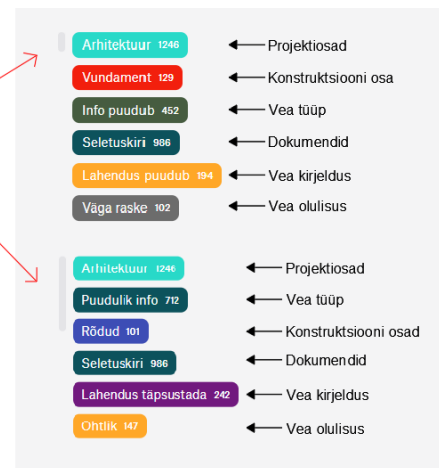 Arhitektuur 1246 Projektiosad
Vundament 129 Konstruktsiooni osa
Info puudub 452 Vea tüüp
Seletuskiri 986 Dokumendid
Lahendus puudub 194 Vea kirjeldus
Väga raske 102 Vea olulisus
Arhitektuur 1246 Projektiosad
Puudulik info 712 Vea tüüp
Rõdud 101 Konstruktsiooni osad
Seletuskiri 986 Dokumendid
Lahendus täpsustada 242 Vea kirjeldus
Ohtlik 147 Vea olulisus